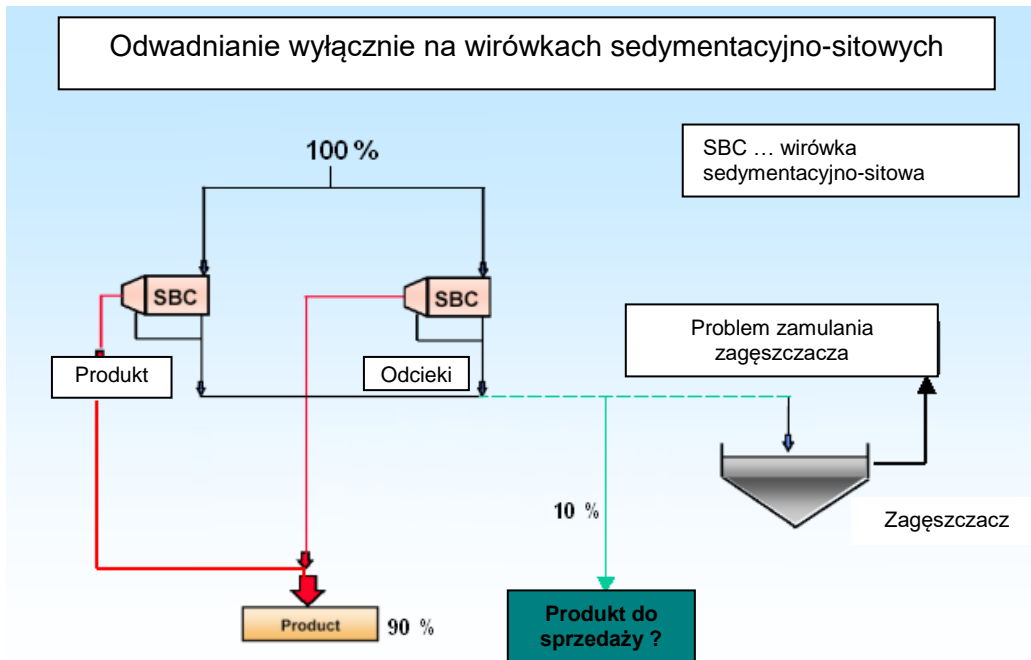 Odwadnianie wyłącznie na wirówkach sedymentacyjno-sitowych
SBC … wirówka
sedymentacyjno-sitowa
100 %
SBC
SBC
Problem zamulania
zagęszczacza
Produkt
Odcieki
10 %
Zagęszczacz
Product
90 %
Produkt do
sprzedaży ?